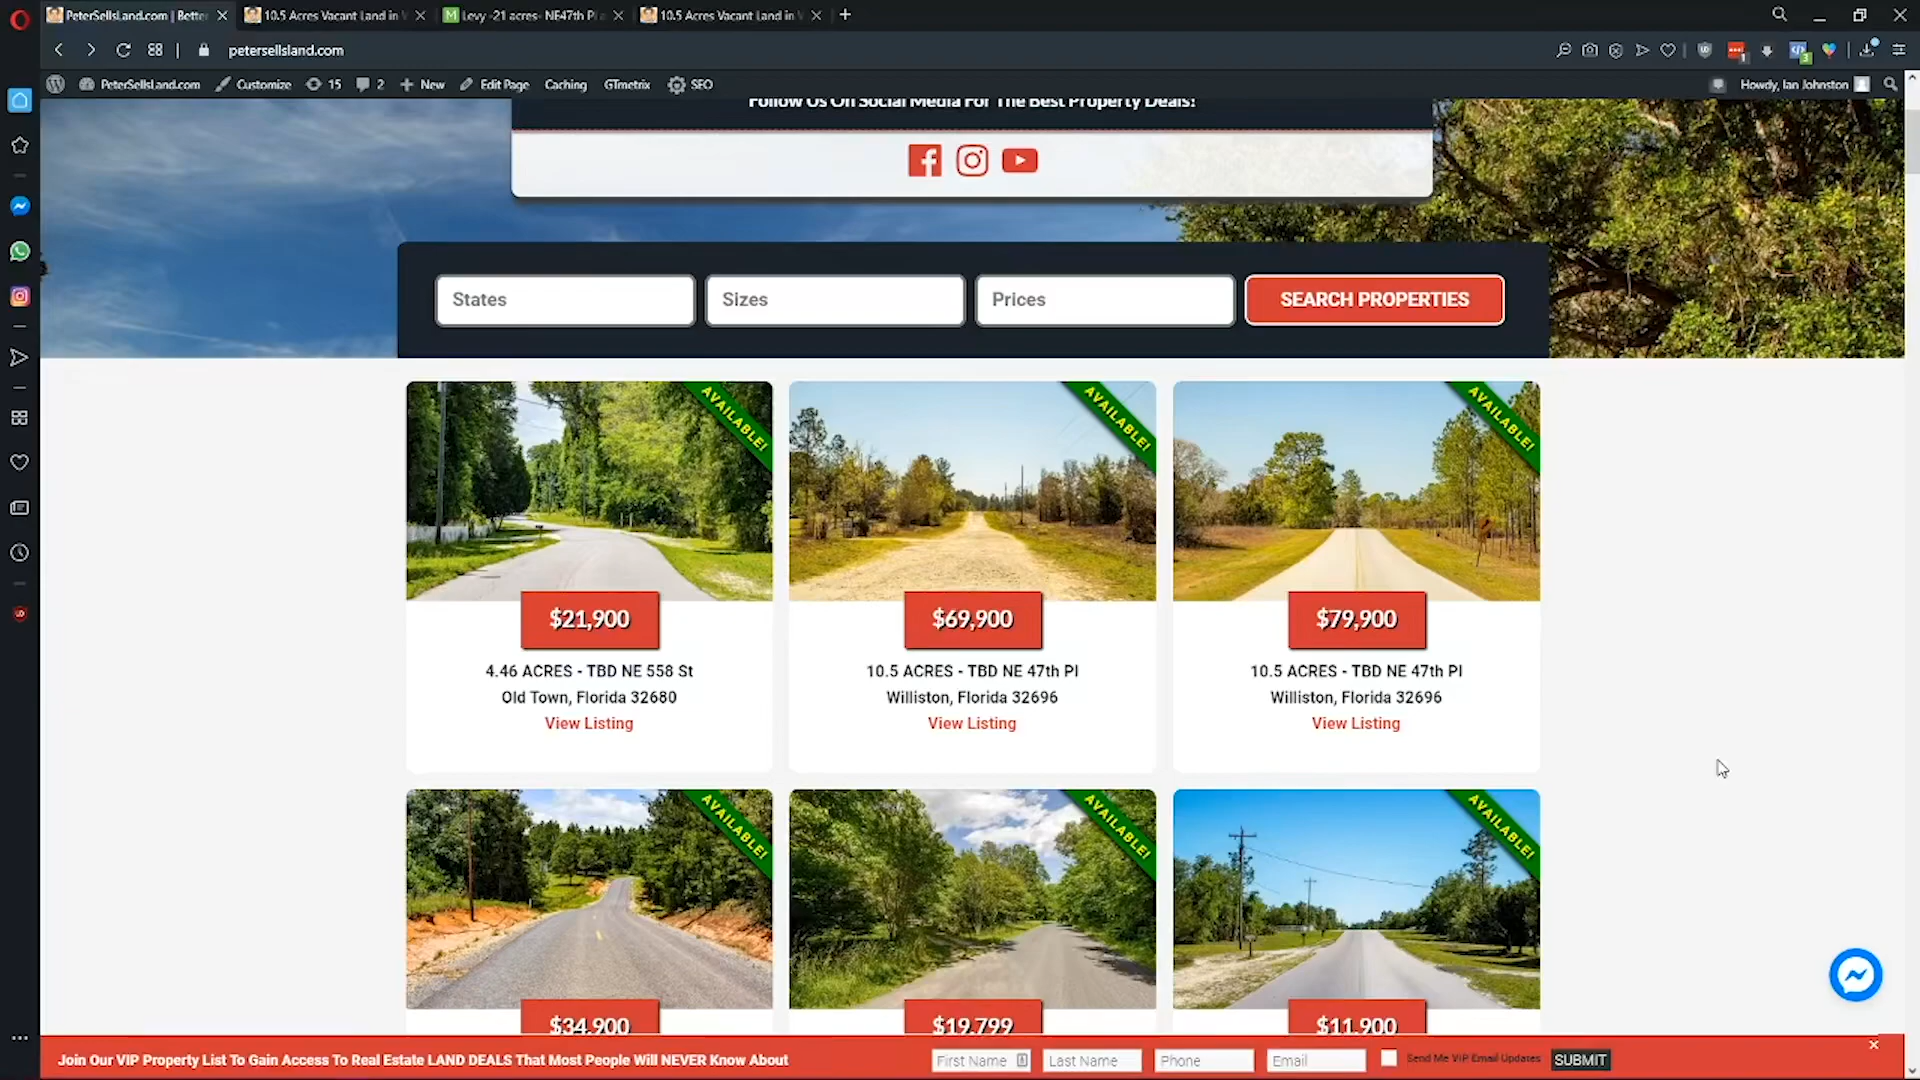 PeterSellsLand.com | Better
10.5 Acres Vacant Land in
Levy -21 acres- NE47th Pl
10.5 Acres Vacant Land in
petersellsland.com
PeterSellsLand.com
Customize
15
2
New
Edit Page
Caching
GTmetrix
SEO
Howdy, Ian Johnston
Follow Us On Social Media For The Best Property Deals!
States
Sizes
Prices
SEARCH PROPERTIES
AVAILABLE!
AVAILABLE!
AVAILABLE!
$21,900
$69,900
$79,900
4.46 ACRES - TBD NE 558 St
Old Town, Florida 32680
View Listing
10.5 ACRES - TBD NE 47th Pl
Williston, Florida 32696
View Listing
10.5 ACRES - TBD NE 47th Pl
Williston, Florida 32696
View Listing
AVAILABLE!
AVAILABLE!
AVAILABLE!
$34,900
$19,799
$11,900
Join Our VIP Property List To Gain Access To Real Estate LAND DEALS That Most People Will NEVER Know About
First Name
Last Name
Phone
Email
Send Me VIP Email Updates
SUBMIT